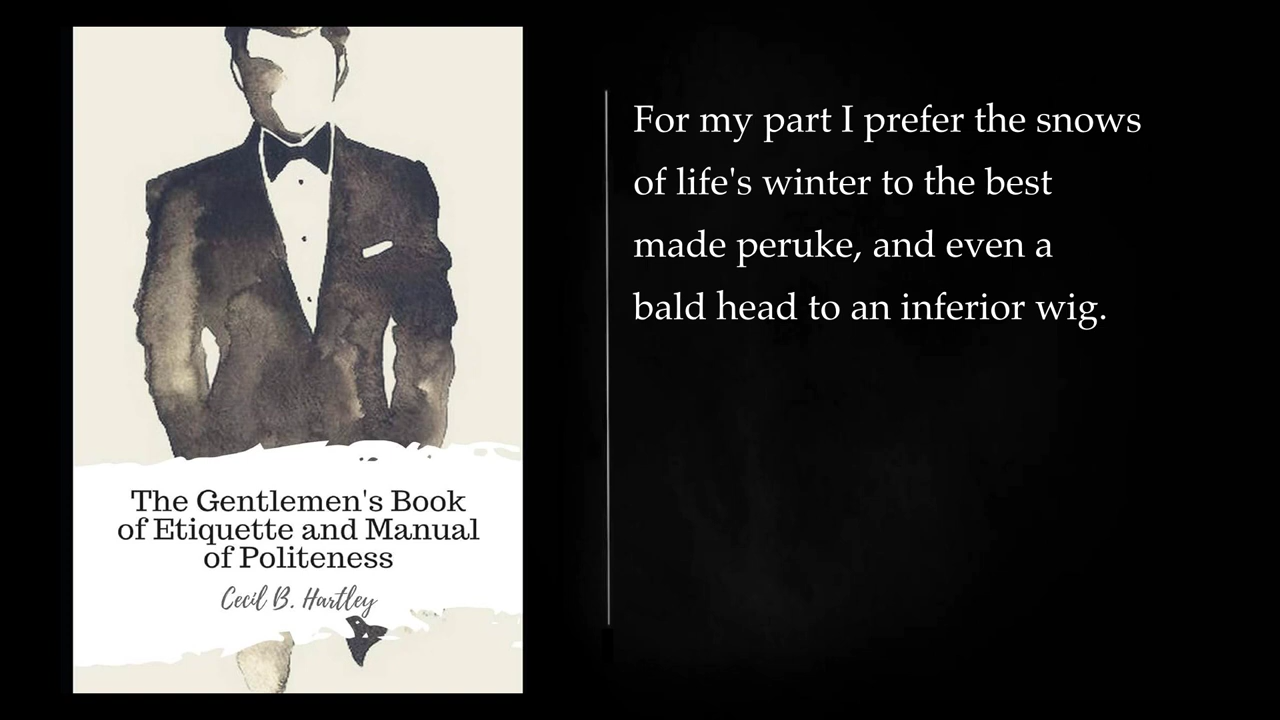 The Gentlemen's Book
of Etiquette and Manual
of Politeness
Cecil B. Hartley
For my part I prefer the snows
of life's winter to the best
made peruke, and even a
bald head to an inferior wig.